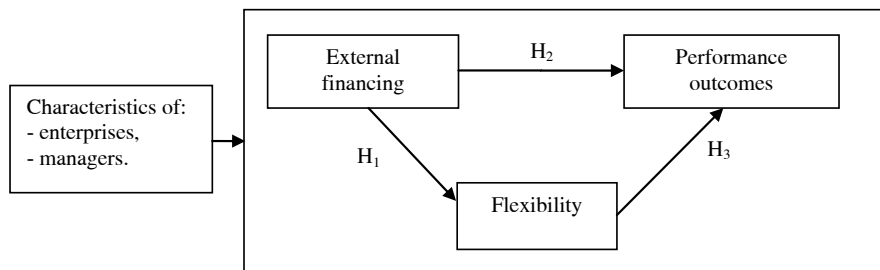 External
financing
H₂
Performance
outcomes
Characteristics of:
- enterprises,
- managers.
H₁
H₃
Flexibility